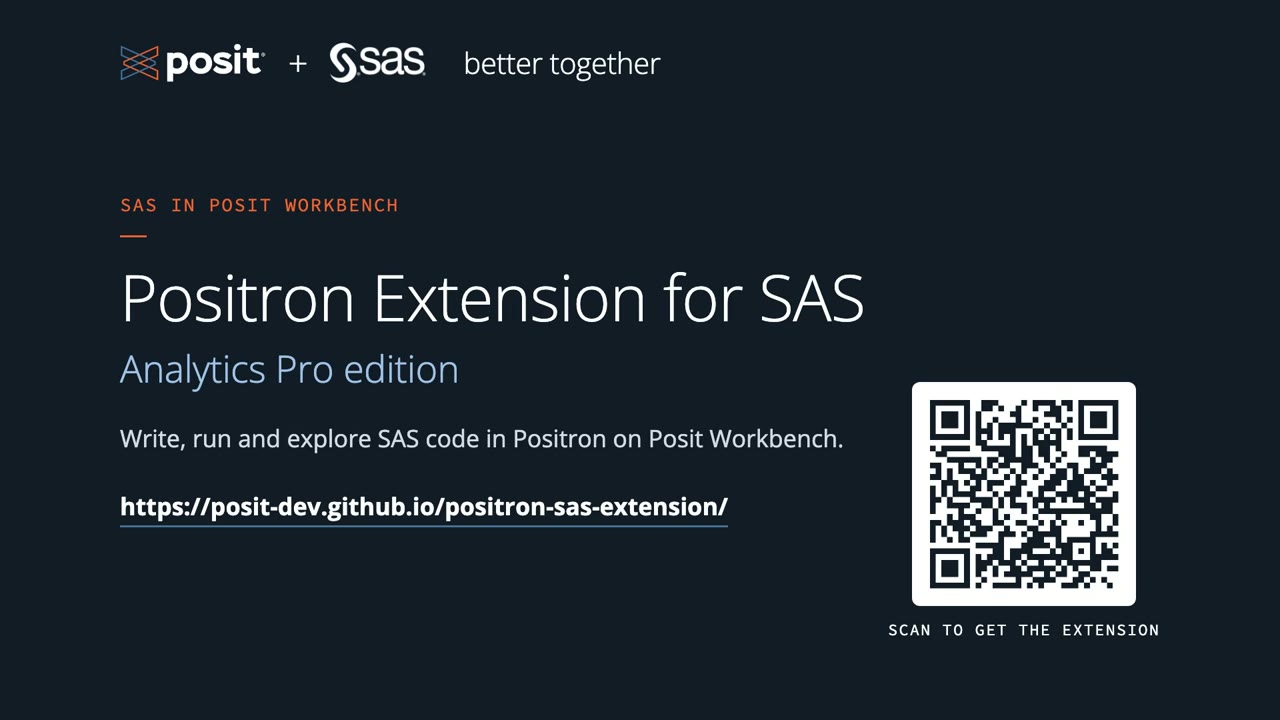 posit + sas better together
SAS IN POSIT WORKBENCH
Positron Extension for SAS
Analytics Pro edition
Write, run and explore SAS code in Positron on Posit Workbench.
https://posit-dev.github.io/positron-sas-extension/
SCAN TO GET THE EXTENSION